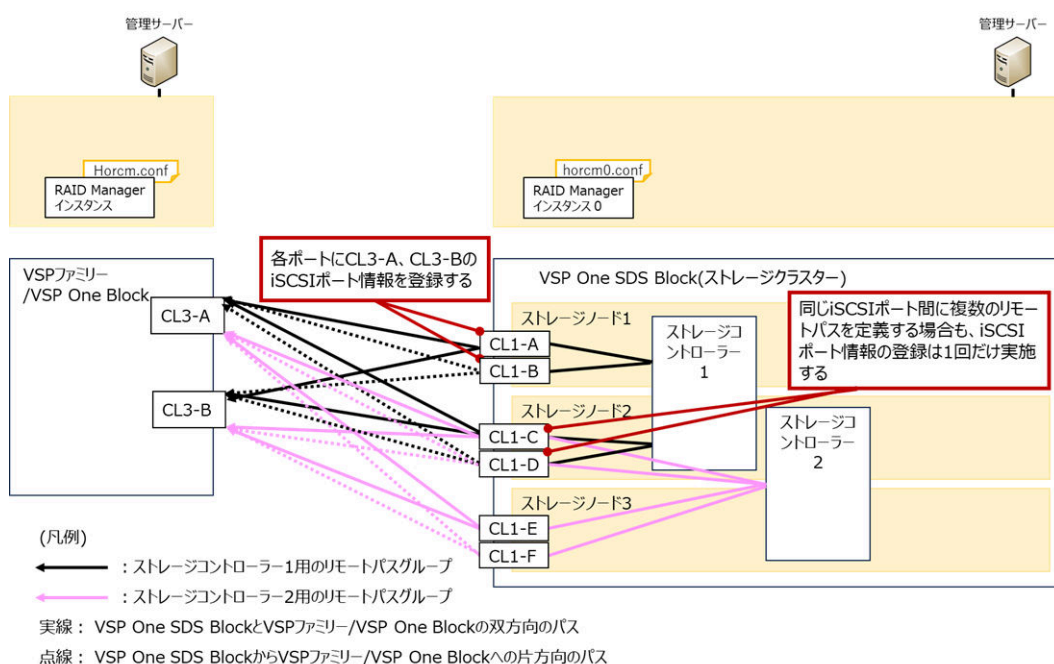 管理サーバー
管理サーバー
Horcm.conf
RAID Manager
インスタンス
horcm0.conf
RAID Manager
インスタンス 0
各ポートにCL3-A、CL3-Bの
iSCSIポート情報を登録する
VSPファミリー
/VSP One Block
CL3-A
CL3-B
VSP One SDS Block(ストレージクラスター)
同じiSCSIポート間に複数のリモー
トパスを定義する場合も、iSCSI
ポート情報の登録は1回だけ実施
する
ストレージノード1
CL1-A
CL1-B
ストレージコ
ントローラー
1
ストレージノード2
CL1-C
CL1-D
ストレージコ
ントローラー
2
ストレージノード3
CL1-E
CL1-F
(凡例)
：ストレージコントローラー1用のリモートパスグループ
：ストレージコントローラー2用のリモートパスグループ
実線： VSP One SDS BlockとVSPファミリー/VSP One Blockの双方向のパス
点線： VSP One SDS BlockからVSPファミリー/VSP One Blockへの片方向のパス